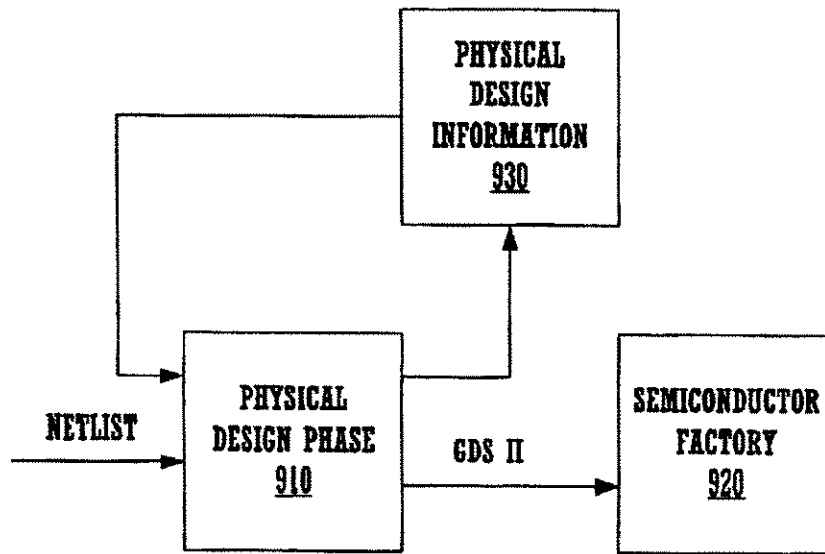 PHYSICAL
DESIGN
INFORMATION
930
NETLIST
PHYSICAL
DESIGN PHASE
910
GDS II
SEMICONDUCTOR
FACTORY
920